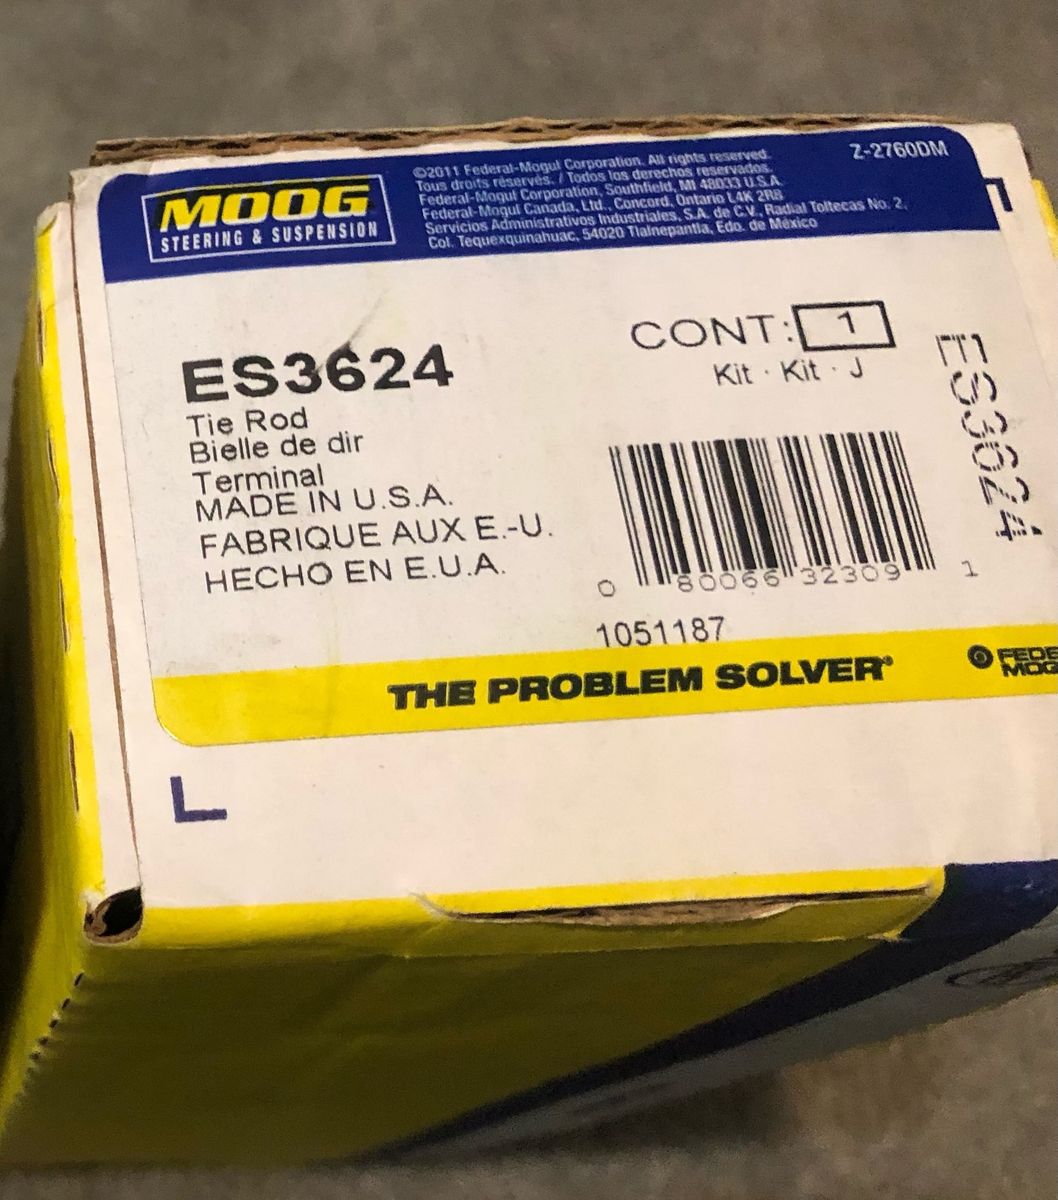 MOOG
STEERING & SUSPENSION
©2011 Federal-Mogul Corporation. All rights reserved.
Tous droits réservés. / Todos los derechos reservados.
Federal-Mogul Corporation, Southfield, MI 48033 U.S.A.
Federal-Mogul Canada, Ltd., Concord, Ontario L4K 2R8
Servicios Administrativos Industriales, S.A. de C.V., Radial Toltecas No. 2,
Col. Tequexquinahuac, 54020 Tlalnepantla, Edo. de México
Z-2760DM
ES3624
Tie Rod
Bielle de dir
Terminal
MADE IN U.S.A.
FABRIQUE AUX E.-U.
HECHO EN E.U.A.
CONT: 1
Kit · Kit · J
ES3624
0 80066 32309 1
1051187
THE PROBLEM SOLVER®
FEDE
MOG